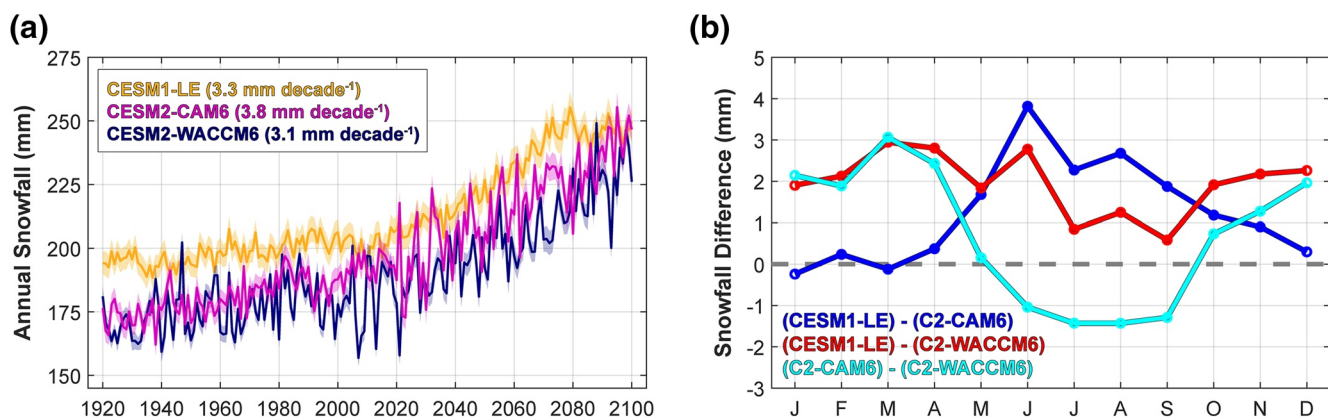 (a)
Annual Snowfall (mm)
275
250
225
200
175
150
CESM1-LE (3.3 mm decade⁻¹)
CESM2-CAM6 (3.8 mm decade⁻¹)
CESM2-WACCM6 (3.1 mm decade⁻¹)
1920 1940 1960 1980 2000 2020 2040 2060 2080 2100
(b)
Snowfall Difference (mm)
5
4
3
2
1
0
-1
-2
-3
(CESM1-LE) - (C2-CAM6)
(CESM1-LE) - (C2-WACCM6)
(C2-CAM6) - (C2-WACCM6)
J F M A M J J A S O N D